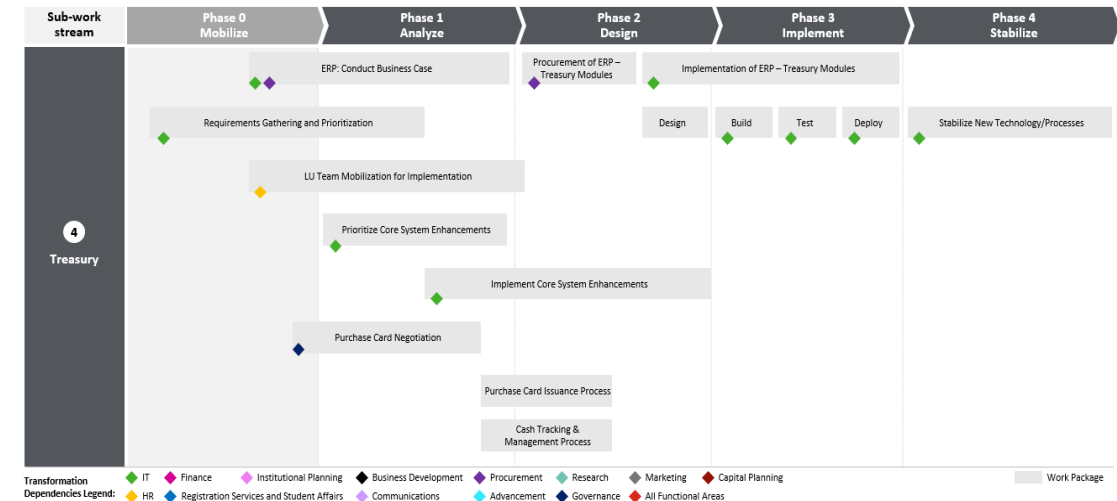 Sub-work
stream
Phase 0
Mobilize
Phase 1
Analyze
Phase 2
Design
Phase 3
Implement
Phase 4
Stabilize
4
Treasury
ERP: Conduct Business Case
Procurement of ERP –
Treasury Modules
Implementation of ERP – Treasury Modules
Requirements Gathering and Prioritization
Design
Build
Test
Deploy
Stabilize New Technology/Processes
LU Team Mobilization for Implementation
Prioritize Core System Enhancements
Implement Core System Enhancements
Purchase Card Negotiation
Purchase Card Issuance Process
Cash Tracking &
Management Process
Transformation
Dependencies Legend:
IT
Finance
Institutional Planning
Business Development
Procurement
Research
Marketing
Capital Planning
Work Package
HR
Registration Services and Student Affairs
Communications
Advancement
Governance
All Functional Areas